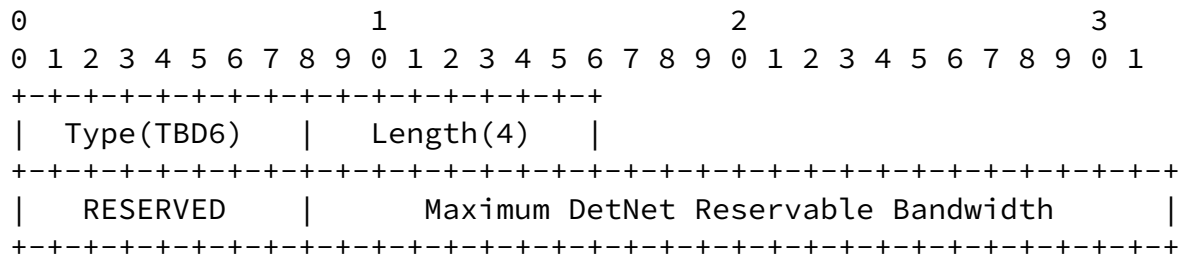 0                   1                   2                   3
0 1 2 3 4 5 6 7 8 9 0 1 2 3 4 5 6 7 8 9 0 1 2 3 4 5 6 7 8 9 0 1
+-+-+-+-+-+-+-+-+-+-+-+-+-+-+-+-+
|  Type(TBD6)   |   Length(4)   |
+-+-+-+-+-+-+-+-+-+-+-+-+-+-+-+-+-+-+-+-+-+-+-+-+-+-+-+-+-+-+-+-+
|   RESERVED    |      Maximum DetNet Reservable Bandwidth      |
+-+-+-+-+-+-+-+-+-+-+-+-+-+-+-+-+-+-+-+-+-+-+-+-+-+-+-+-+-+-+-+-+